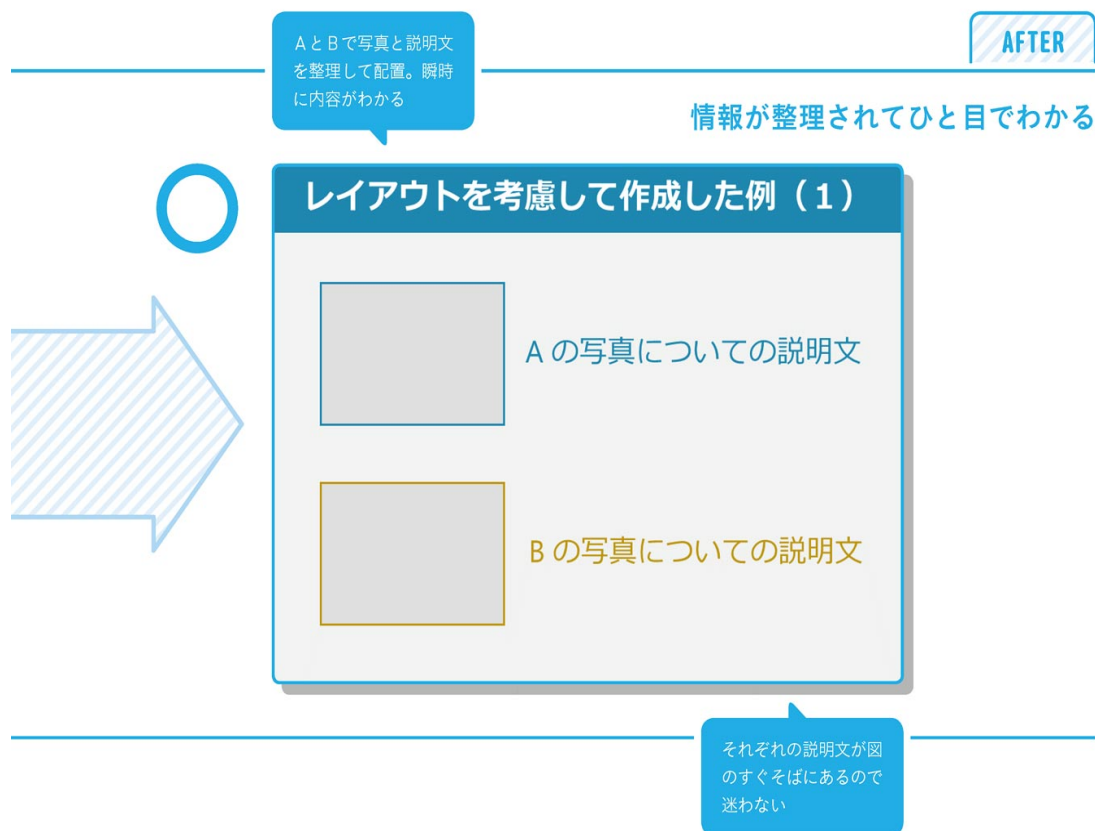 AとBで写真と説明文
を整理して配置。瞬時
に内容がわかる
AFTER
情報が整理されてひと目でわかる
レイアウトを考慮して作成した例（１）
Aの写真についての説明文
Bの写真についての説明文
それぞれの説明文が図
のすぐそばにあるので
迷わない